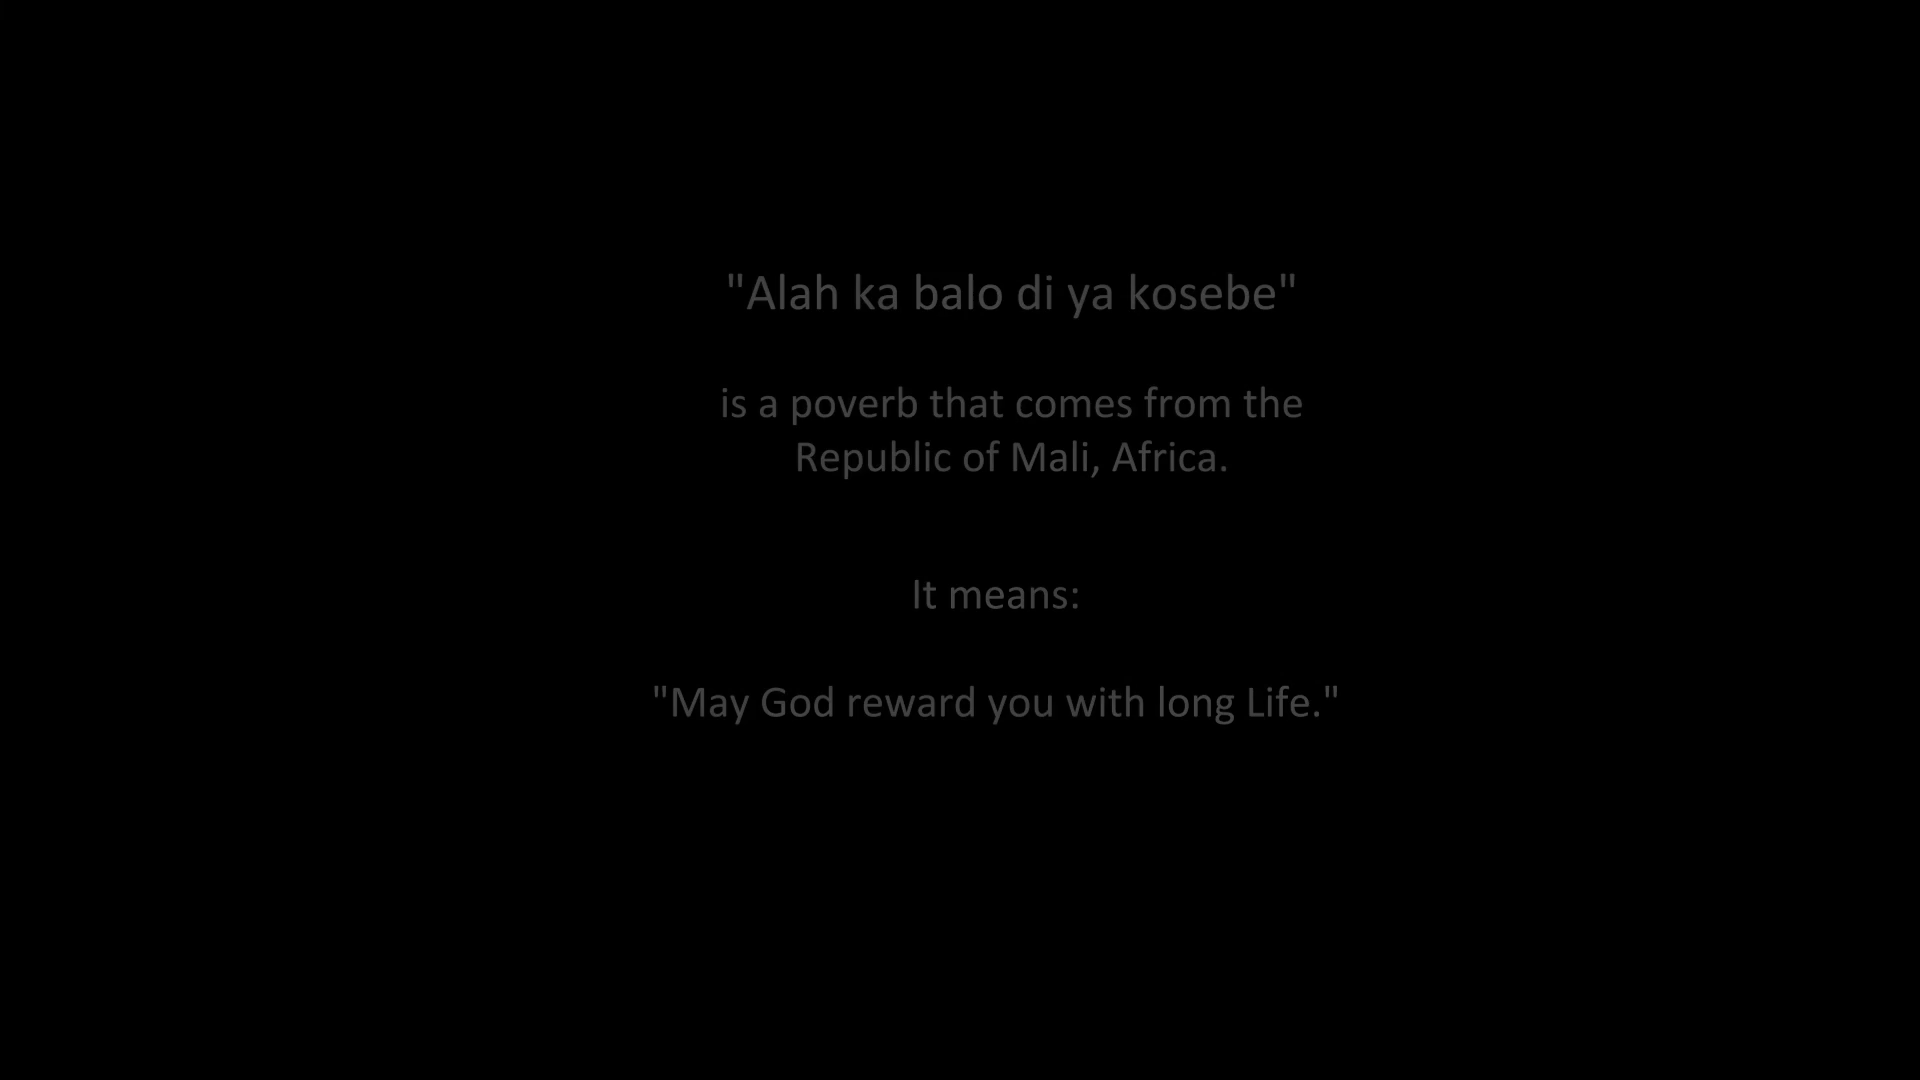 "Alah ka balo di ya kosebe"
is a poverb that comes from the
Republic of Mali, Africa.
It means:
"May God reward you with long Life."